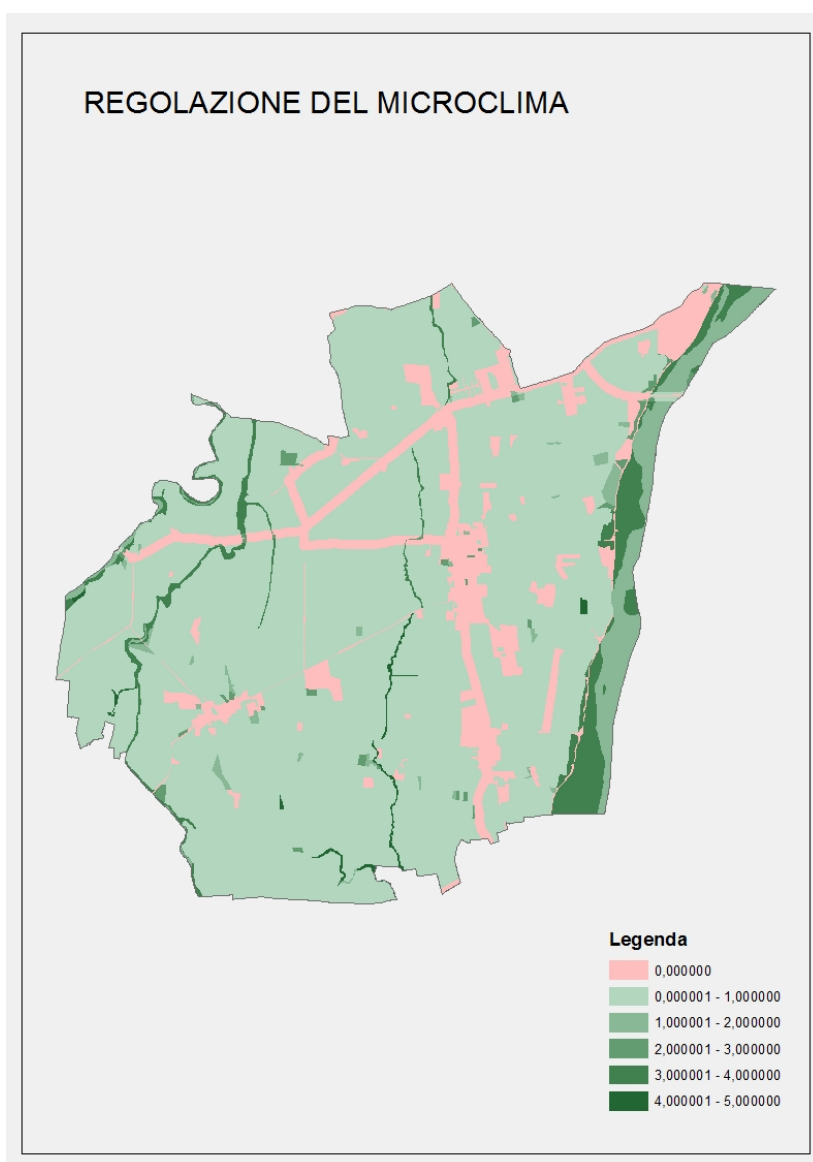 REGOLAZIONE DEL MICROCLIMA
Legenda
0,000000
0,000001 - 1,000000
1,000001 - 2,000000
2,000001 - 3,000000
3,000001 - 4,000000
4,000001 - 5,000000